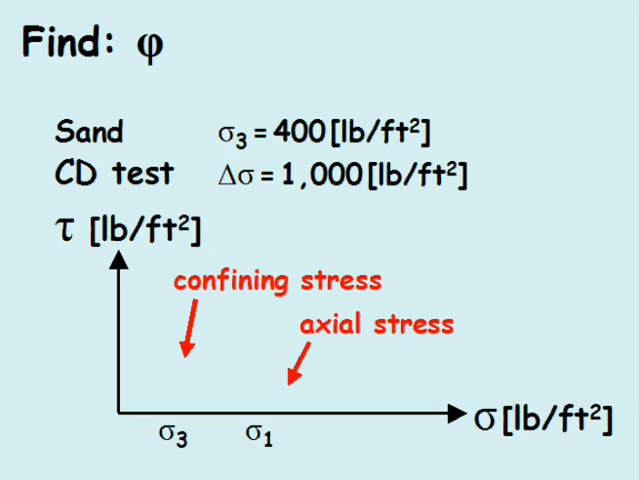 Find: φ
Sand σ₃ = 400 [lb/ft²]
CD test Δσ = 1,000 [lb/ft²]
τ [lb/ft²]
confining stress
axial stress
σ [lb/ft²]
σ₃ σ₁